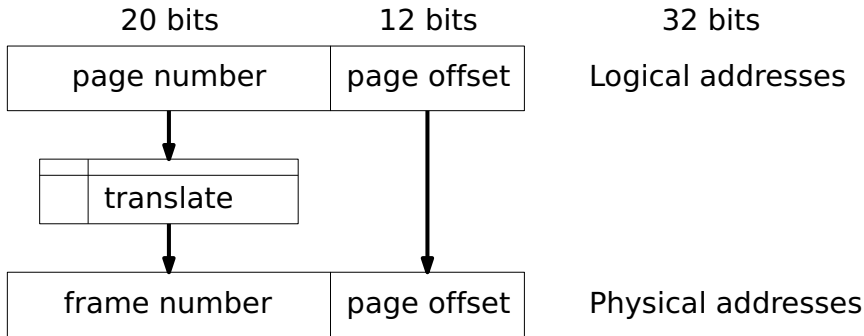 20 bits 12 bits 32 bits
page number page offset Logical addresses
translate
frame number page offset Physical addresses